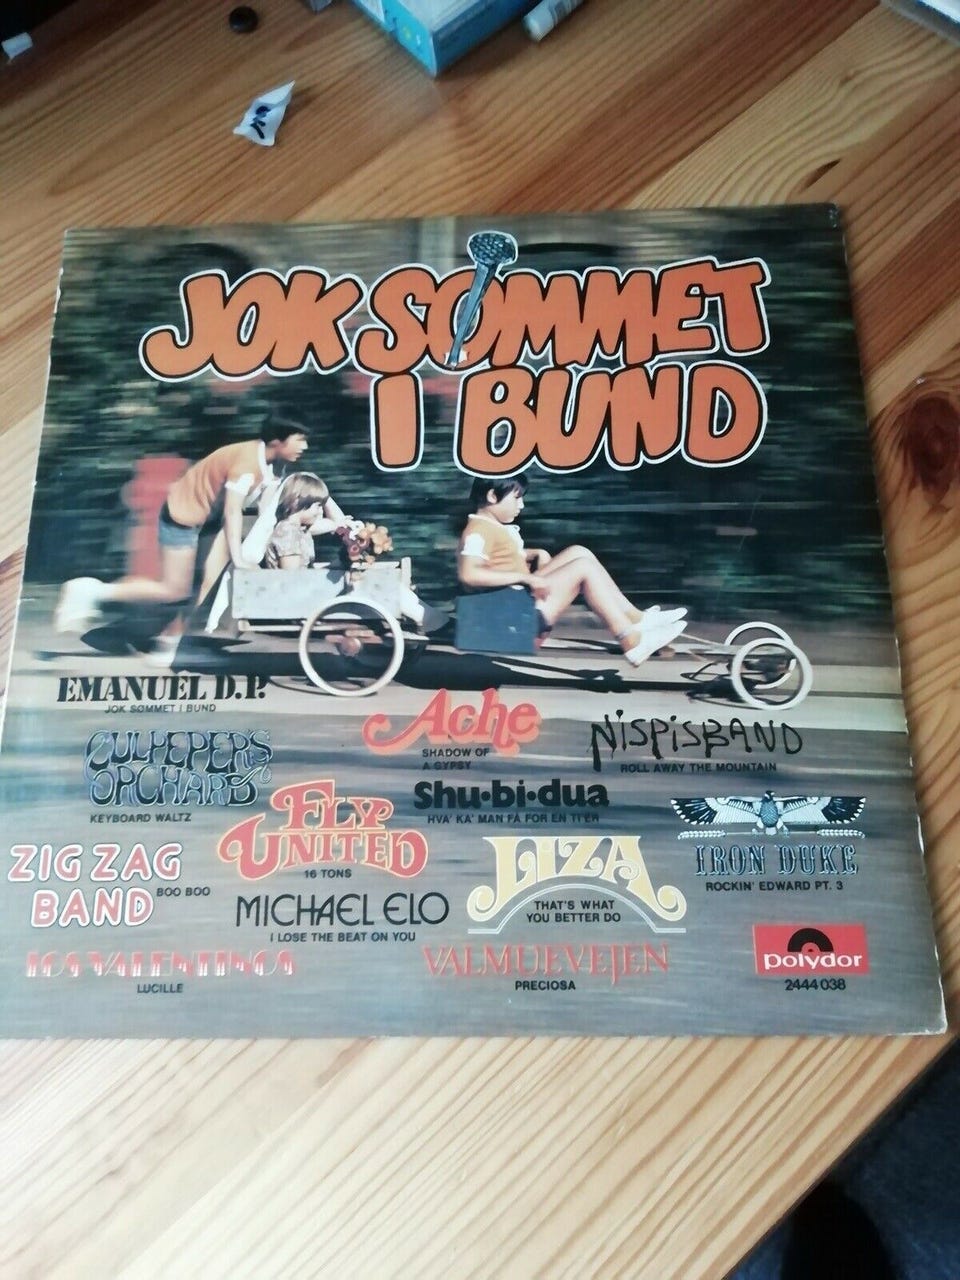 JOK SØMMET
I BUND
EMANUEL D.P.
JOK SØMMET I BUND
Ache
SHADOW OF
A GYPSY
NISPISBAND
ROLL AWAY THE MOUNTAIN
CULPEPER'S
ORCHARD
KEYBOARD WALTZ
FLY
UNITED
16 TONS
Shu·bi·dua
HVA' KA' MAN FÅ FOR EN TI'ER
IRON DUKE
ROCKIN' EDWARD PT. 3
ZIG ZAG
BAND
BOO BOO
MICHAEL ELO
I LOSE THE BEAT ON YOU
LIZA
THAT'S WHAT
YOU BETTER DO
LOS VALENTINOS
LUCILLE
VALMUEVEJEN
PRECIOSA
polydor
2444 038